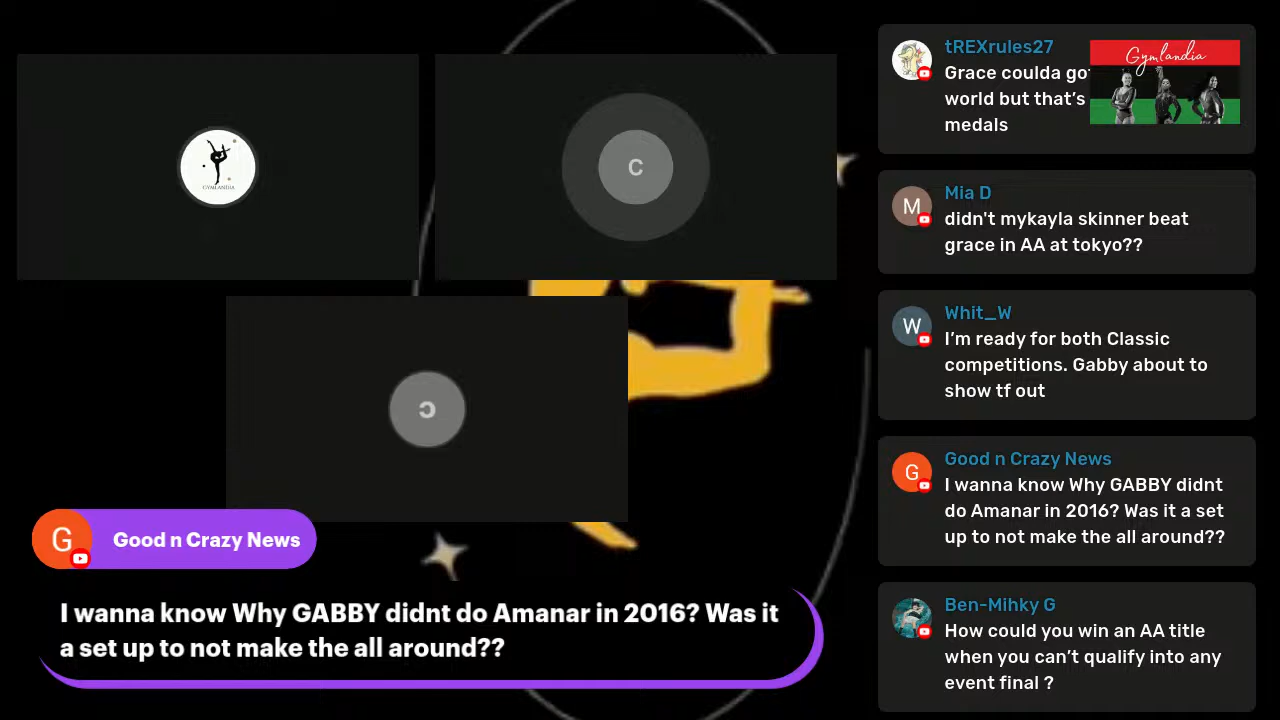 GYMLANDIA
C
C
G
Good n Crazy News
I wanna know Why GABBY didnt do Amanar in 2016? Was it
a set up to not make the all around??
tREXrules27
Grace coulda go
world but that's
medals
Gymlandia
M
Mia D
didn't mykayla skinner beat
grace in AA at tokyo??
W
Whit_W
I'm ready for both Classic
competitions. Gabby about to
show tf out
G
Good n Crazy News
I wanna know Why GABBY didnt
do Amanar in 2016? Was it a set
up to not make the all around??
Ben-Mihky G
How could you win an AA title
when you can't qualify into any
event final ?